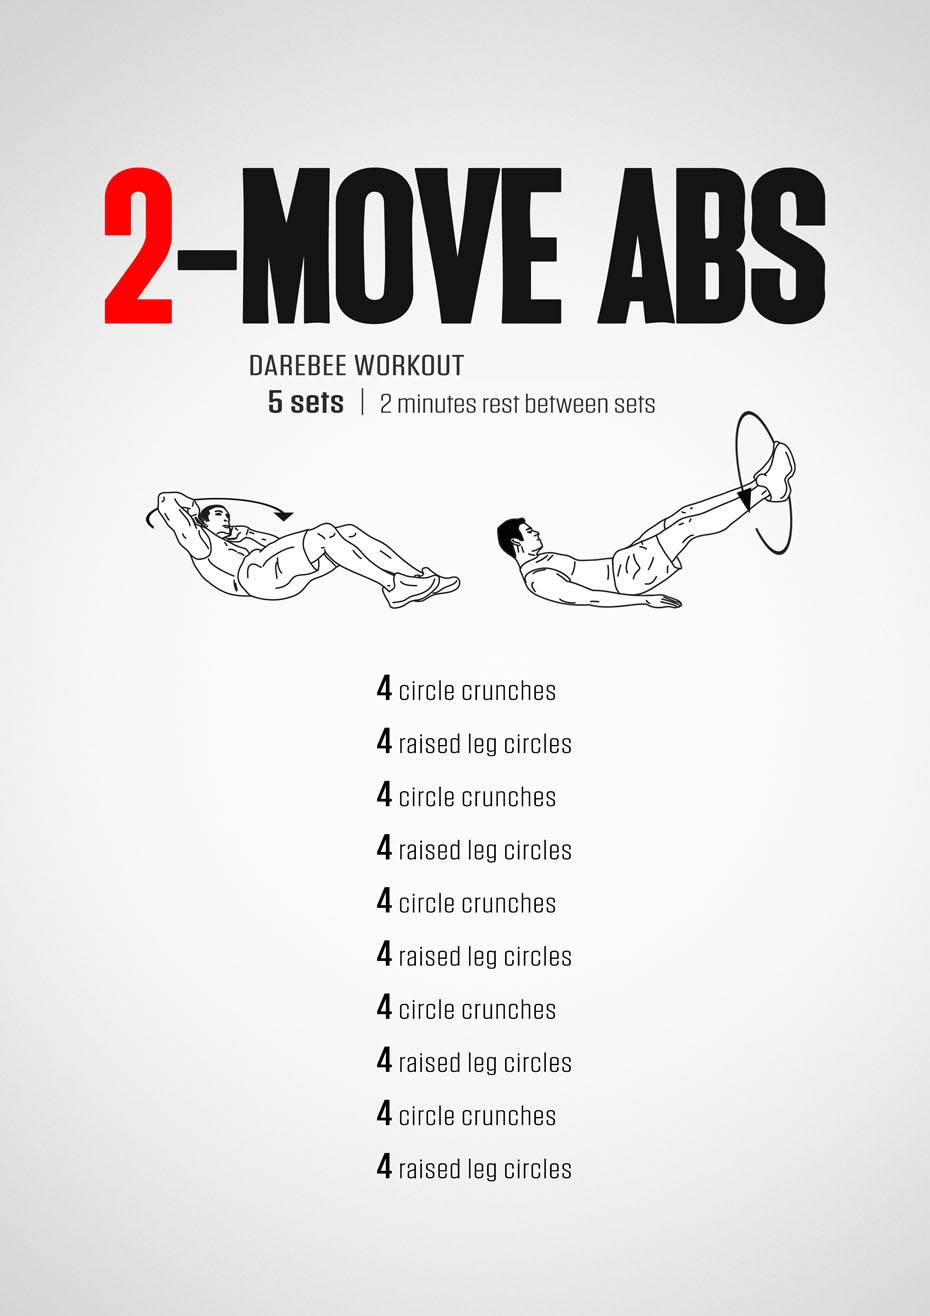 2-MOVE ABS
DAREBEE WORKOUT
5 sets | 2 minutes rest between sets
4 circle crunches
4 raised leg circles
4 circle crunches
4 raised leg circles
4 circle crunches
4 raised leg circles
4 circle crunches
4 raised leg circles
4 circle crunches
4 raised leg circles